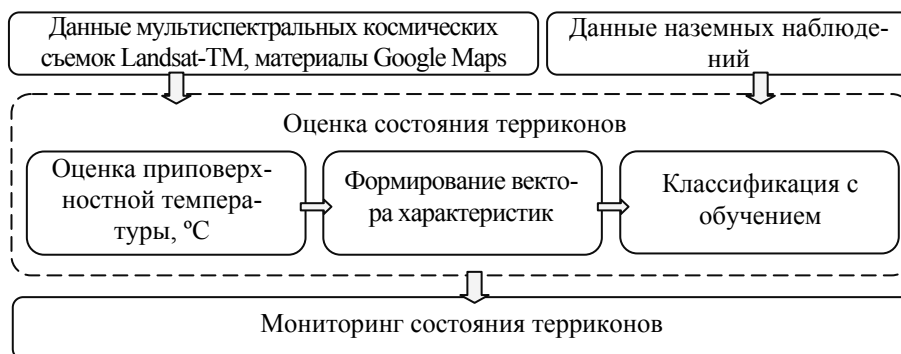 Данные мультиспектральных космических
съемок Landsat-TM, материалы Google Maps
Данные наземных наблюде-
ний
Оценка состояния терриконов
Оценка приповерх-
ностной темпера-
туры, ºС
Формирование векто-
ра характеристик
Классификация с
обучением
Мониторинг состояния терриконов